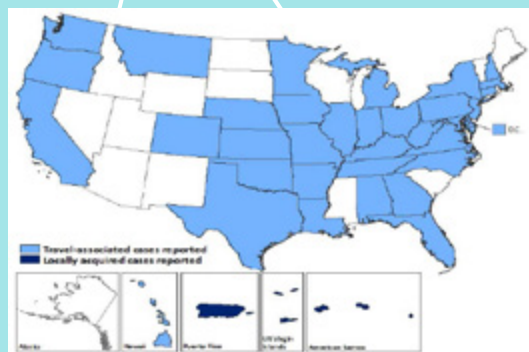 D.C.
Travel-associated cases reported
Locally acquired cases reported
Alaska
Hawaii
Puerto Rico
US Virgin
Islands
American Samoa